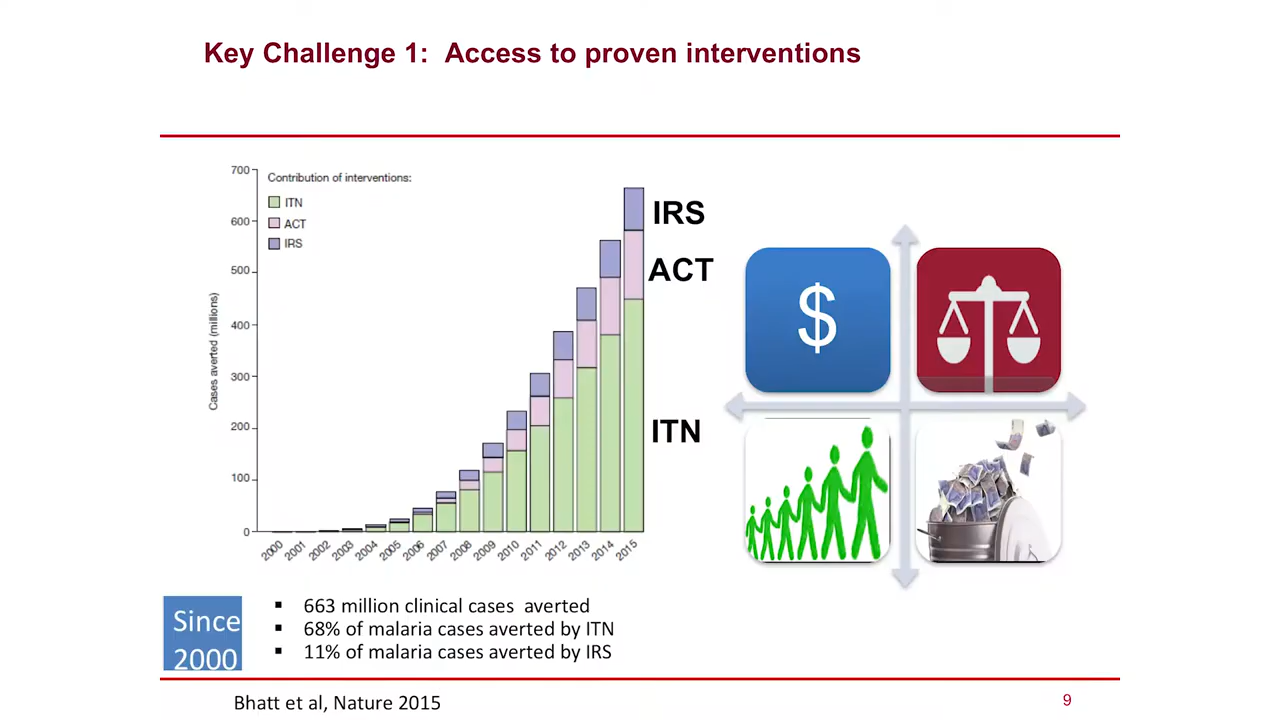 Key Challenge 1: Access to proven interventions
Contribution of interventions:
ITN
ACT
IRS
Cases averted (millions)
700
600
500
400
300
200
100
0
2000
2001
2002
2003
2004
2005
2006
2007
2008
2009
2010
2011
2012
2013
2014
2015
IRS
ACT
ITN
$
Since
2000
▪ 663 million clinical cases averted
▪ 68% of malaria cases averted by ITN
▪ 11% of malaria cases averted by IRS
Bhatt et al, Nature 2015
9